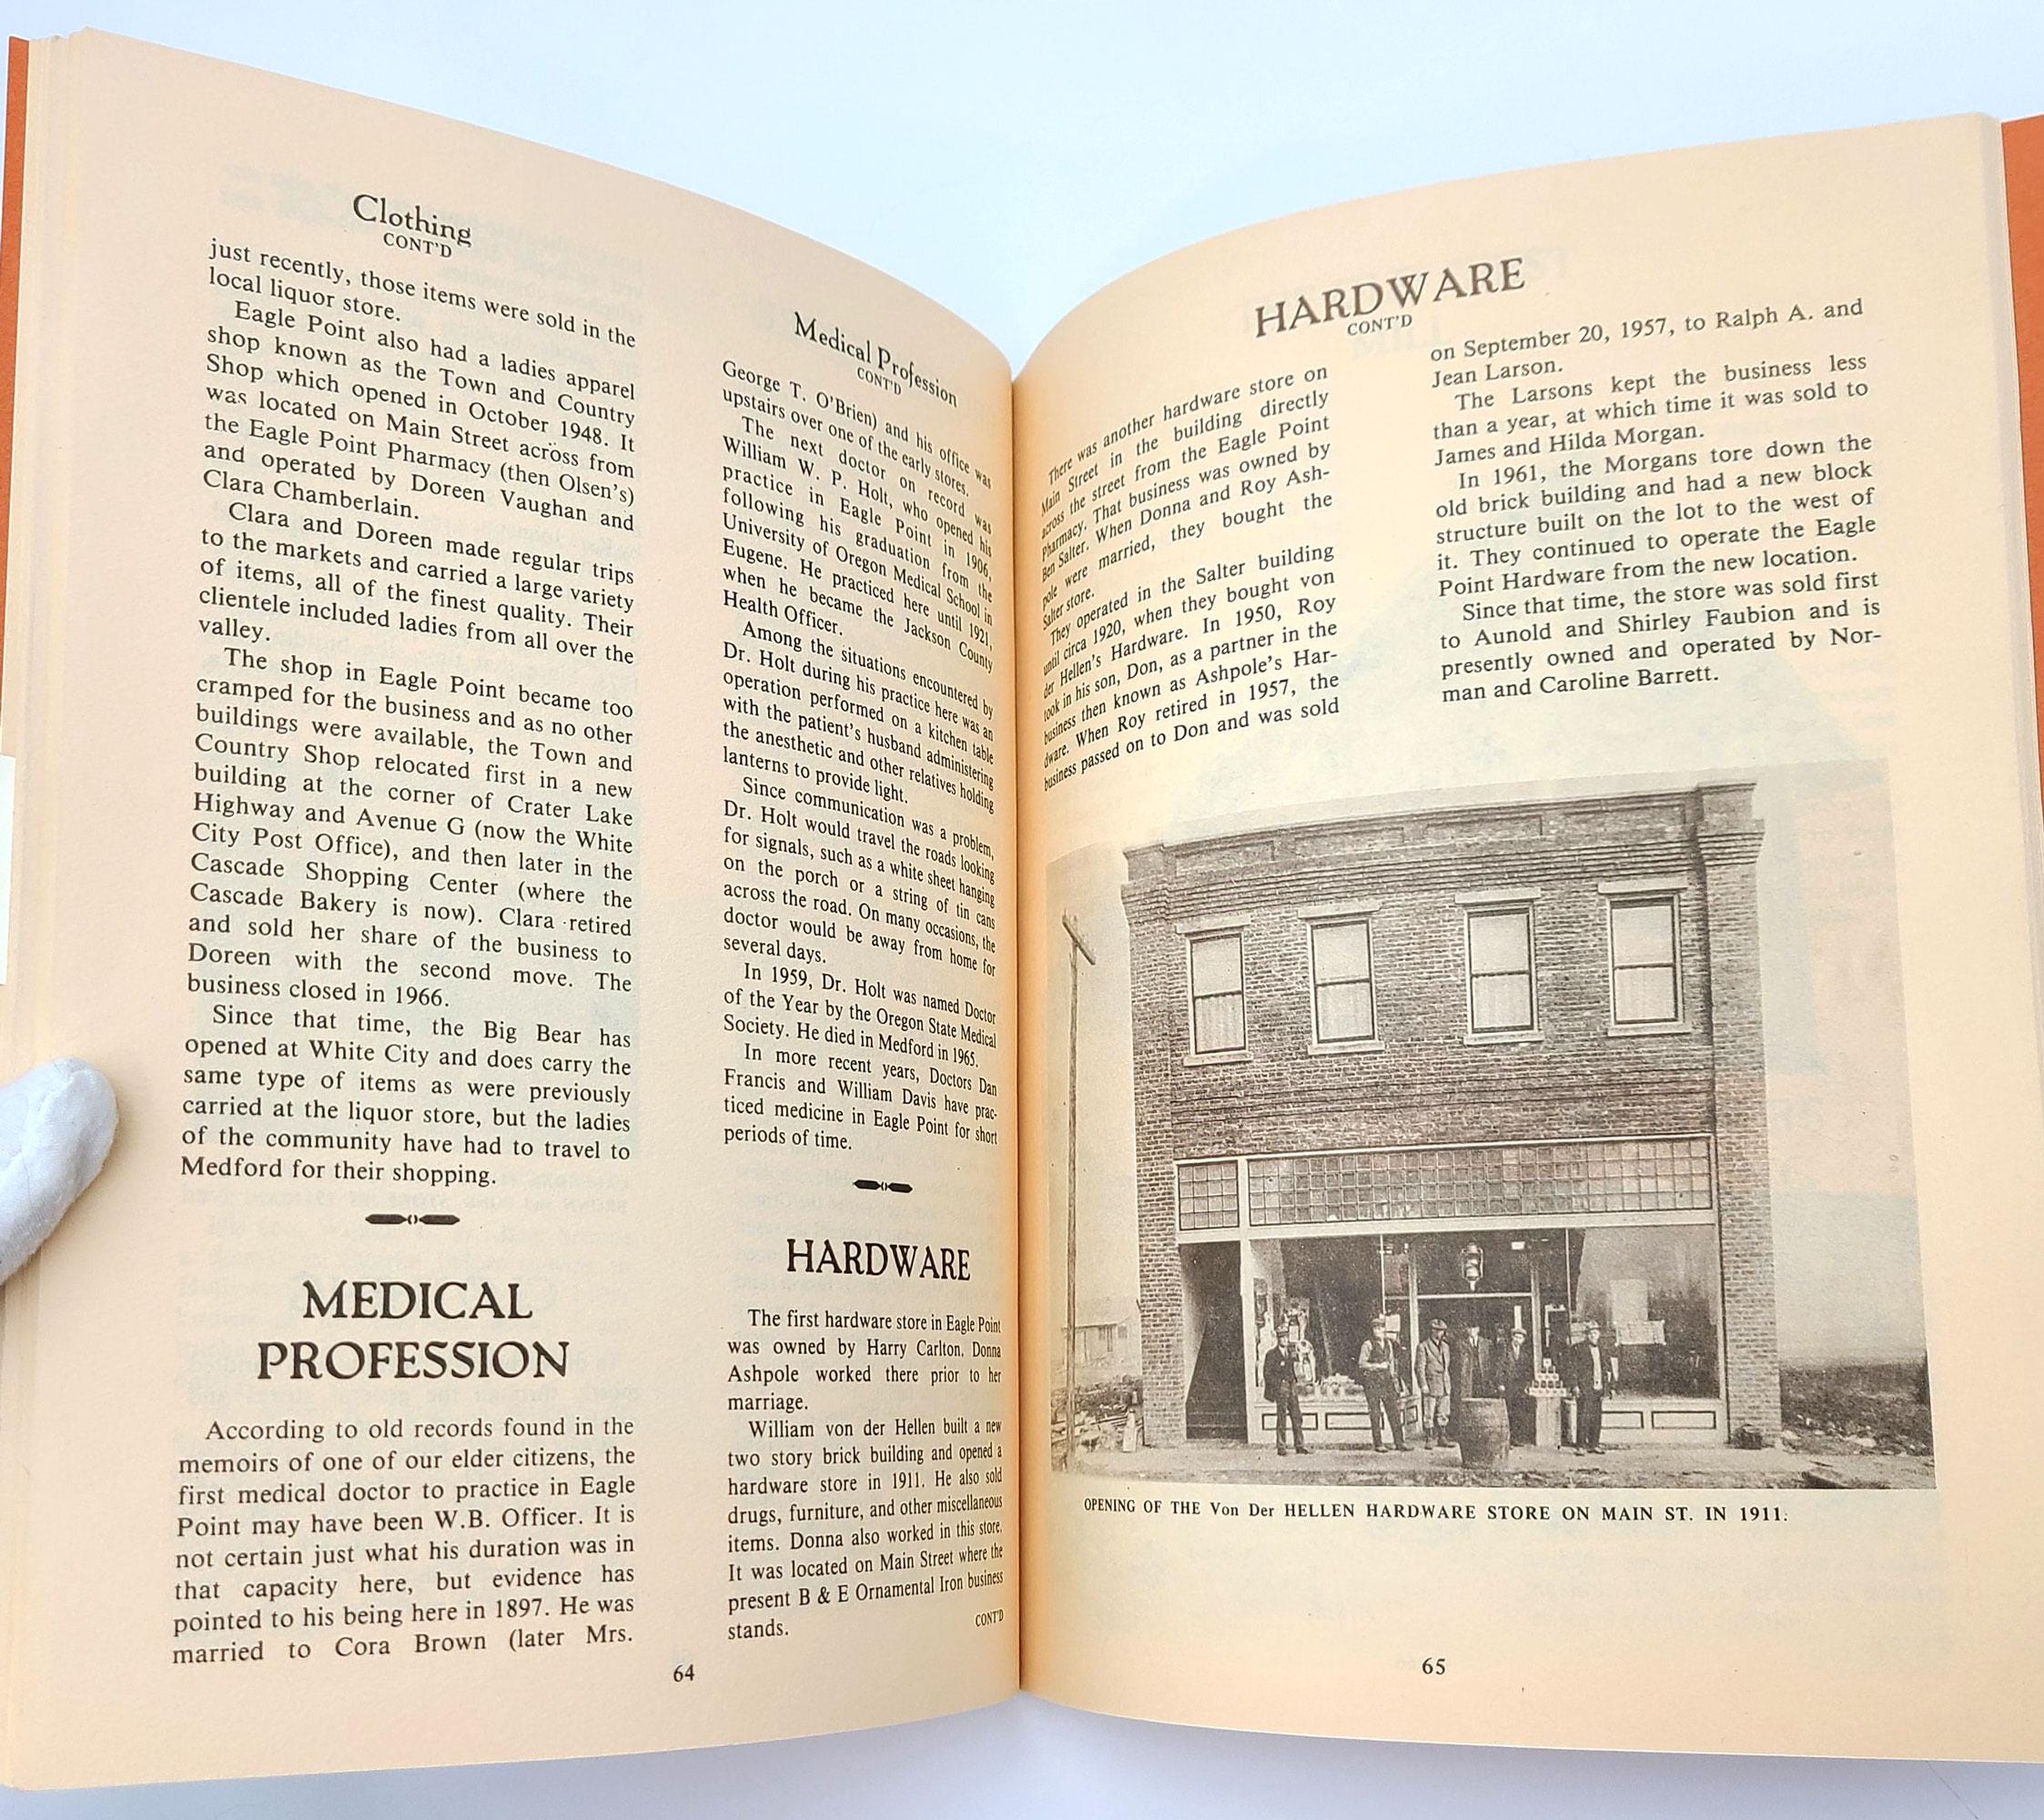 Clothing
CONT'D
just recently, those items were sold in the
local liquor store.
Eagle Point also had a ladies apparel
shop known as the Town and Country
Shop which opened in October 1948. It
was located on Main Street across from
the Eagle Point Pharmacy (then Olsen's)
and operated by Doreen Vaughan and
Clara Chamberlain.
Clara and Doreen made regular trips
to the markets and carried a large variety
of items, all of the finest quality. Their
clientele included ladies from all over the
valley.
The shop in Eagle Point became too
cramped for the business and as no other
buildings were available, the Town and
Country Shop relocated first in a new
building at the corner of Crater Lake
Highway and Avenue G (now the White
City Post Office), and then later in the
Cascade Shopping Center (where the
Cascade Bakery is now). Clara retired
and sold her share of the business to
Doreen with the second move. The
business closed in 1966.
Since that time, the Big Bear has
opened at White City and does carry the
same type of items as were previously
carried at the liquor store, but the ladies
of the community have had to travel to
Medford for their shopping.
MEDICAL
PROFESSION
According to old records found in the
memoirs of one of our elder citizens, the
first medical doctor to practice in Eagle
Point may have been W.B. Officer. It is
not certain just what his duration was in
that capacity here, but evidence has
pointed to his being here in 1897. He was
married to Cora Brown (later Mrs.
Medical Profession
CONT'D
George T. O'Brien) and his office was
upstairs over one of the early stores.
The next doctor on record was
William W. P. Holt, who opened his
practice in Eagle Point in 1906,
following his graduation from the
University of Oregon Medical School in
Eugene. He practiced here until 1921,
when he became the Jackson County
Health Officer.
Among the situations encountered by
Dr. Holt during his practice here was an
operation performed on a kitchen table
with the patient's husband administering
the anesthetic and other relatives holding
lanterns to provide light.
Since communication was a problem,
Dr. Holt would travel the roads looking
for signals, such as a white sheet hanging
on the porch or a string of tin cans
across the road. On many occasions, the
doctor would be away from home for
several days.
In 1959, Dr. Holt was named Doctor
of the Year by the Oregon State Medical
Society. He died in Medford in 1965.
In more recent years, Doctors Dan
Francis and William Davis have prac-
ticed medicine in Eagle Point for short
periods of time.
HARDWARE
The first hardware store in Eagle Point
was owned by Harry Carlton. Donna
Ashpole worked there prior to her
marriage.
William von der Hellen built a new
two story brick building and opened a
hardware store in 1911. He also sold
drugs, furniture, and other miscellaneous
items. Donna also worked in this store.
It was located on Main Street where the
present B & E Ornamental Iron business
stands.
CONT'D
64
HARDWARE
CONT'D
There was another hardware store on
Main Street in the building directly
across the street from the Eagle Point
Pharmacy. That business was owned by
Ben Salter. When Donna and Roy Ash-
pole were married, they bought the
Salter store.
They operated in the Salter building
until circa 1920, when they bought von
der Hellen's Hardware. In 1950, Roy
took in his son, Don, as a partner in the
business then known as Ashpole's Har-
dware. When Roy retired in 1957, the
business passed on to Don and was sold
on September 20, 1957, to Ralph A. and
Jean Larson.
The Larsons kept the business less
than a year, at which time it was sold to
James and Hilda Morgan.
In 1961, the Morgans tore down the
old brick building and had a new block
structure built on the lot to the west of
it. They continued to operate the Eagle
Point Hardware from the new location.
Since that time, the store was sold first
to Aunold and Shirley Faubion and is
presently owned and operated by Nor-
man and Caroline Barrett.
OPENING OF THE Von Der HELLEN HARDWARE STORE ON MAIN ST. IN 1911.
65